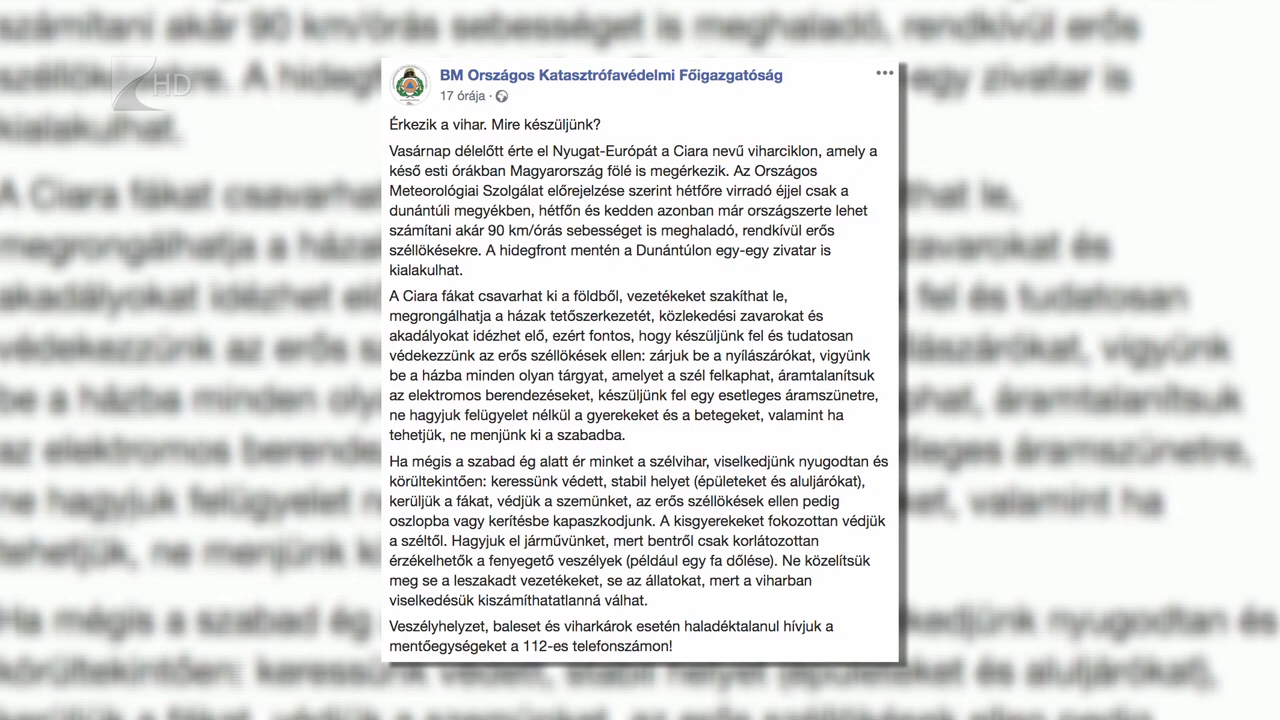 HD
BM Országos Katasztrófavédelmi Főigazgatóság
17 órája ·
Érkezik a vihar. Mire készüljünk?
Vasárnap délelőtt érte el Nyugat-Európát a Ciara nevű viharciklon, amely a
késő esti órákban Magyarország fölé is megérkezik. Az Országos
Meteorológiai Szolgálat előrejelzése szerint hétfőre virradó éjjel csak a
dunántúli megyékben, hétfőn és kedden azonban már országszerte lehet
számítani akár 90 km/órás sebességet is meghaladó, rendkívül erős
széllökésekre. A hidegfront mentén a Dunántúlon egy-egy zivatar is
kialakulhat.
A Ciara fákat csavarhat ki a földből, vezetékeket szakíthat le,
megrongálhatja a házak tetőszerkezetét, közlekedési zavarokat és
akadályokat idézhet elő, ezért fontos, hogy készüljünk fel és tudatosan
védekezzünk az erős széllökések ellen: zárjuk be a nyílászárókat, vigyünk
be a házba minden olyan tárgyat, amelyet a szél felkaphat, áramtalanítsuk
az elektromos berendezéseket, készüljünk fel egy esetleges áramszünetre,
ne hagyjuk felügyelet nélkül a gyerekeket és a betegeket, valamint ha
tehetjük, ne menjünk ki a szabadba.
Ha mégis a szabad ég alatt ér minket a szélvihar, viselkedjünk nyugodtan és
körültekintően: keressünk védett, stabil helyet (épületeket és aluljárókat),
kerüljük a fákat, védjük a szemünket, az erős széllökések ellen pedig
oszlopba vagy kerítésbe kapaszkodjunk. A kisgyerekeket fokozottan védjük
a széltől. Hagyjuk el járművünket, mert bentről csak korlátozottan
érzékelhetők a fenyegető veszélyek (például egy fa dőlése). Ne közelítsük
meg se a leszakadt vezetékeket, se az állatokat, mert a viharban
viselkedésük kiszámíthatatlanná válhat.
Veszélyhelyzet, baleset és viharkárok esetén haladéktalanul hívjuk a
mentőegységeket a 112-es telefonszámon!